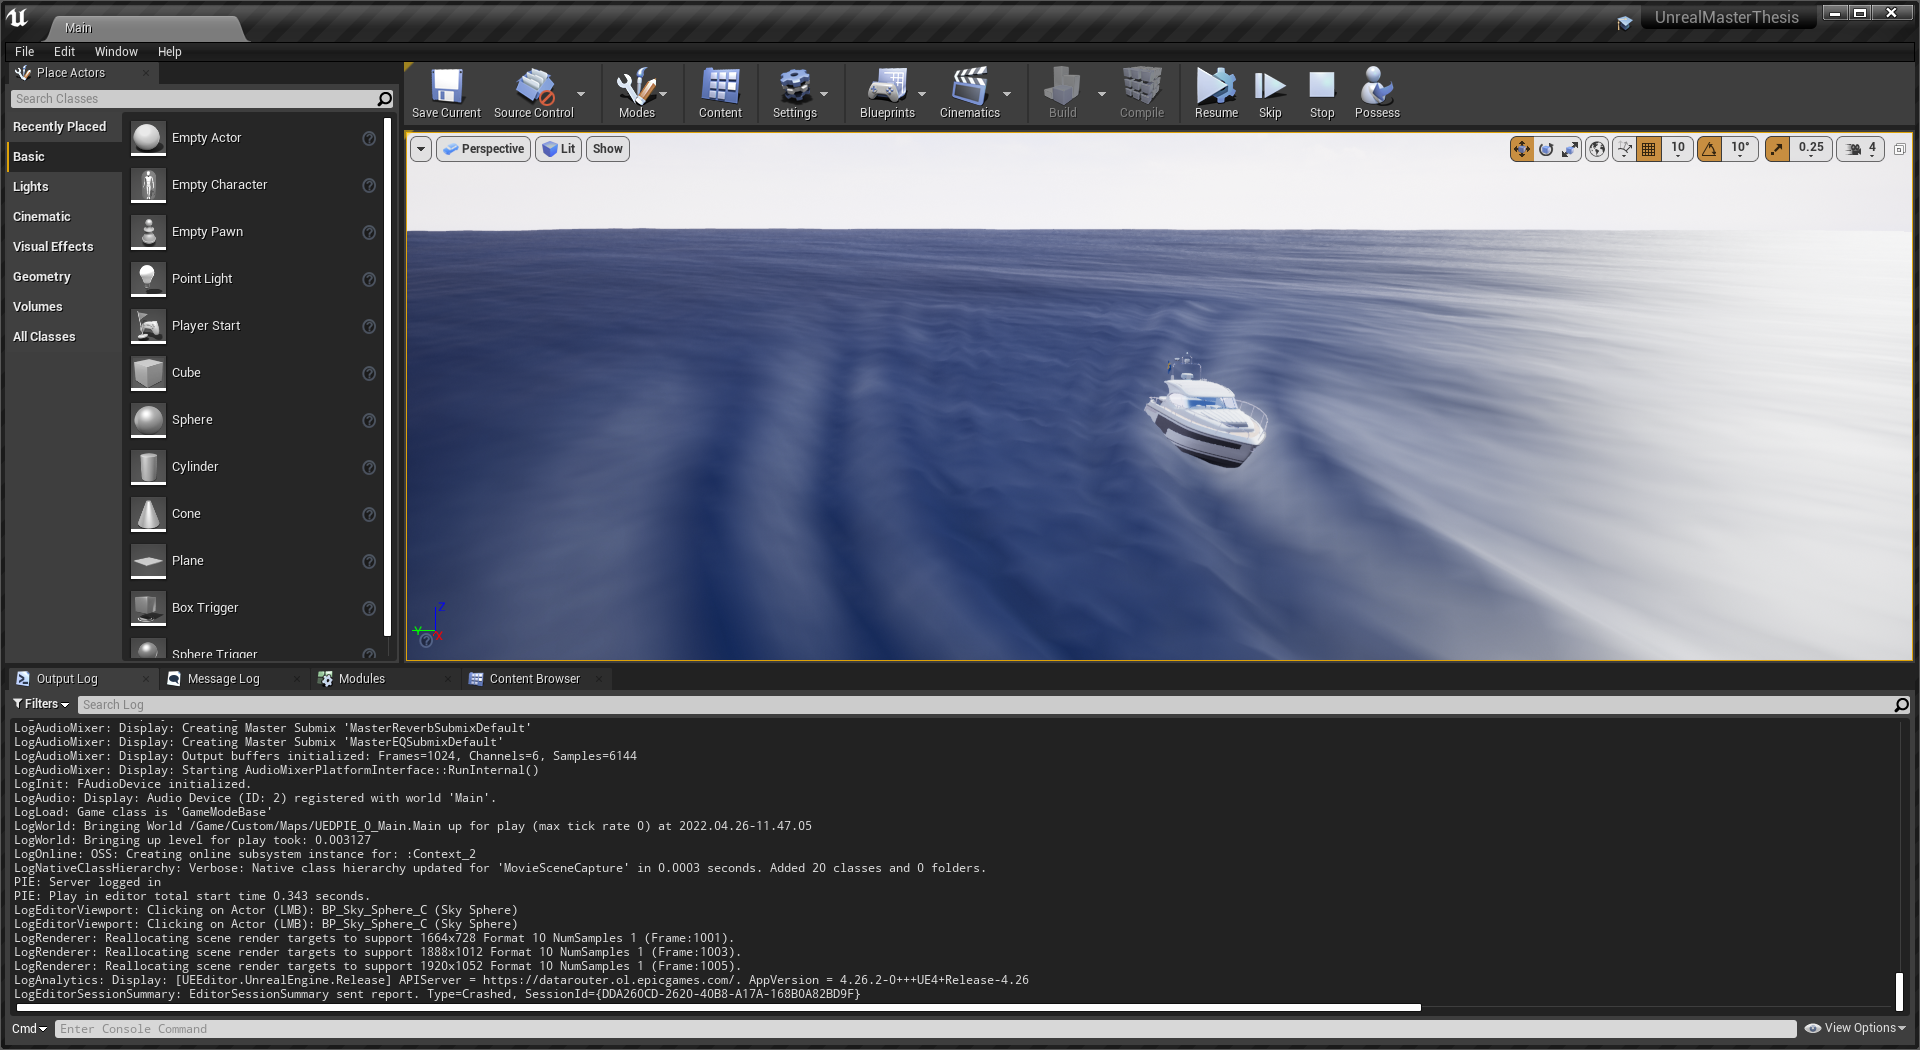 Main
UnrealMasterThesis
File Edit Window Help
Place Actors
Search Classes
Recently Placed
Basic
Lights
Cinematic
Visual Effects
Geometry
Volumes
All Classes
Empty Actor
Empty Character
Empty Pawn
Point Light
Player Start
Cube
Sphere
Cylinder
Cone
Plane
Box Trigger
Sphere Trigger
Save Current Source Control Modes Content Settings Blueprints Cinematics Build Compile Resume Skip Stop Possess
Perspective Lit Show
10 10° 0.25 4
Z
Y X
Output Log Message Log Modules Content Browser
Filters Search Log
LogAudioMixer: Display: Creating Master Submix 'MasterReverbSubmixDefault'
LogAudioMixer: Display: Creating Master Submix 'MasterEQSubmixDefault'
LogAudioMixer: Display: Output buffers initialized: Frames=1024, Channels=6, Samples=6144
LogAudioMixer: Display: Starting AudioMixerPlatformInterface::RunInternal()
LogInit: FAudioDevice initialized.
LogAudio: Display: Audio Device (ID: 2) registered with world 'Main'.
LogLoad: Game class is 'GameModeBase'
LogWorld: Bringing World /Game/Custom/Maps/UEDPIE_0_Main.Main up for play (max tick rate 0) at 2022.04.26-11.47.05
LogWorld: Bringing up level for play took: 0.003127
LogOnline: OSS: Creating online subsystem instance for: :Context_2
LogNativeClassHierarchy: Verbose: Native class hierarchy updated for 'MovieSceneCapture' in 0.0003 seconds. Added 20 classes and 0 folders.
PIE: Server logged in
PIE: Play in editor total start time 0.343 seconds.
LogEditorViewport: Clicking on Actor (LMB): BP_Sky_Sphere_C (Sky Sphere)
LogEditorViewport: Clicking on Actor (LMB): BP_Sky_Sphere_C (Sky Sphere)
LogRenderer: Reallocating scene render targets to support 1664x728 Format 10 NumSamples 1 (Frame:1001).
LogRenderer: Reallocating scene render targets to support 1888x1012 Format 10 NumSamples 1 (Frame:1003).
LogRenderer: Reallocating scene render targets to support 1920x1052 Format 10 NumSamples 1 (Frame:1005).
LogAnalytics: Display: [UEEditor.UnrealEngine.Release] APIServer = https://datarouter.ol.epicgames.com/. AppVersion = 4.26.2-0+++UE4+Release-4.26
LogEditorSessionSummary: EditorSessionSummary sent report. Type=Crashed, SessionId={DDA260CD-2620-40B8-A17A-168B0A82BD9F}
Cmd Enter Console Command View Options